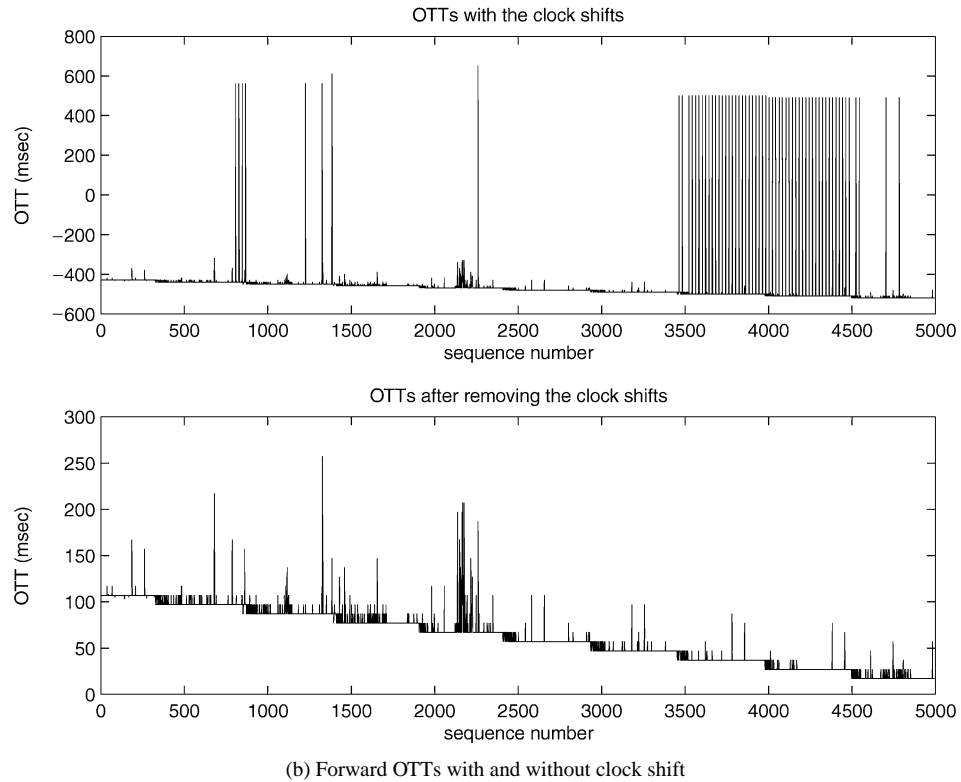 OTTs with the clock shifts
800
600
400
200
0
−200
−400
−600
OTT (msec)
0 500 1000 1500 2000 2500 3000 3500 4000 4500 5000
sequence number
OTTs after removing the clock shifts
300
250
200
150
100
50
0
OTT (msec)
0 500 1000 1500 2000 2500 3000 3500 4000 4500 5000
sequence number
(b) Forward OTTs with and without clock shift